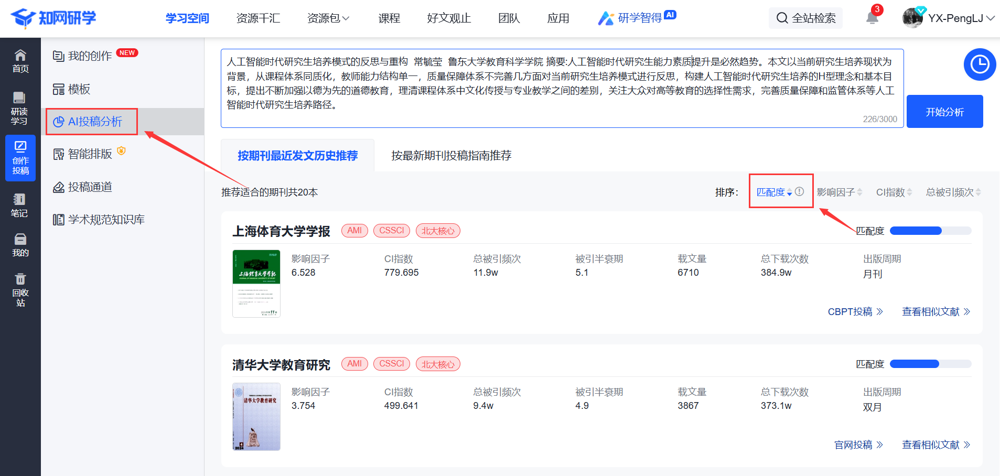 知网研学
学习空间 资源千汇 资源包 课程 好文观止 团队 应用 研学智得 AI 全站检索 3 YX-PengLJ
首页
研读
学习
创作
投稿
笔记
我的
回收
站
我的创作 NEW
模板
AI投稿分析
智能排版
投稿通道
学术规范知识库
人工智能时代研究生培养模式的反思与重构 常毓莹 鲁东大学教育科学学院 摘要:人工智能时代研究生能力素质提升是必然趋势。本文以当前研究生培养现状为
背景，从课程体系同质化，教师能力结构单一，质量保障体系不完善几方面对当前研究生培养模式进行反思，构建人工智能时代研究生培养的H型理念和基本目
标，提出不断加强以德为先的道德教育，理清课程体系中文化传授与专业教学之间的差别，关注大众对高等教育的选择性需求，完善质量保障和监管体系等人工
智能时代研究生培养路径。
226/3000
开始分析
按期刊最近发文历史推荐 按最新期刊投稿指南推荐
推荐适合的期刊共20本 排序： 匹配度 影响因子 CI指数 总被引频次
上海体育大学学报 AMI CSSCI 北大核心 匹配度
影响因子 CI指数 总被引频次 被引半衰期 载文量 总下载次数 出版周期
6.528 779.695 11.9w 5.1 6710 384.9w 月刊
上海体育大学学报
CBPT投稿 查看相似文献
清华大学教育研究 AMI CSSCI 北大核心 匹配度
影响因子 CI指数 总被引频次 被引半衰期 载文量 总下载次数 出版周期
3.754 499.641 9.4w 4.9 3867 373.1w 双月
清华大学教育研究
4
2024
官网投稿 查看相似文献